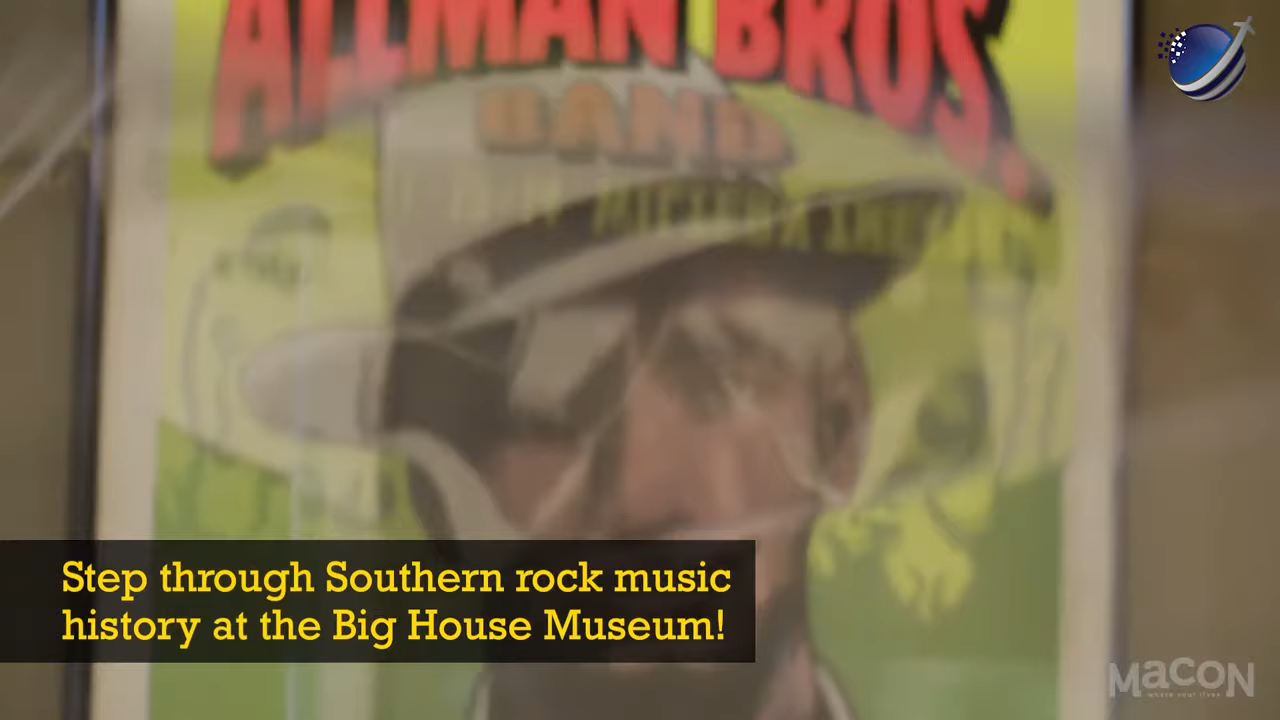 ALLMAN BROS.
BAND
Step through Southern rock music
history at the Big House Museum!
MACON